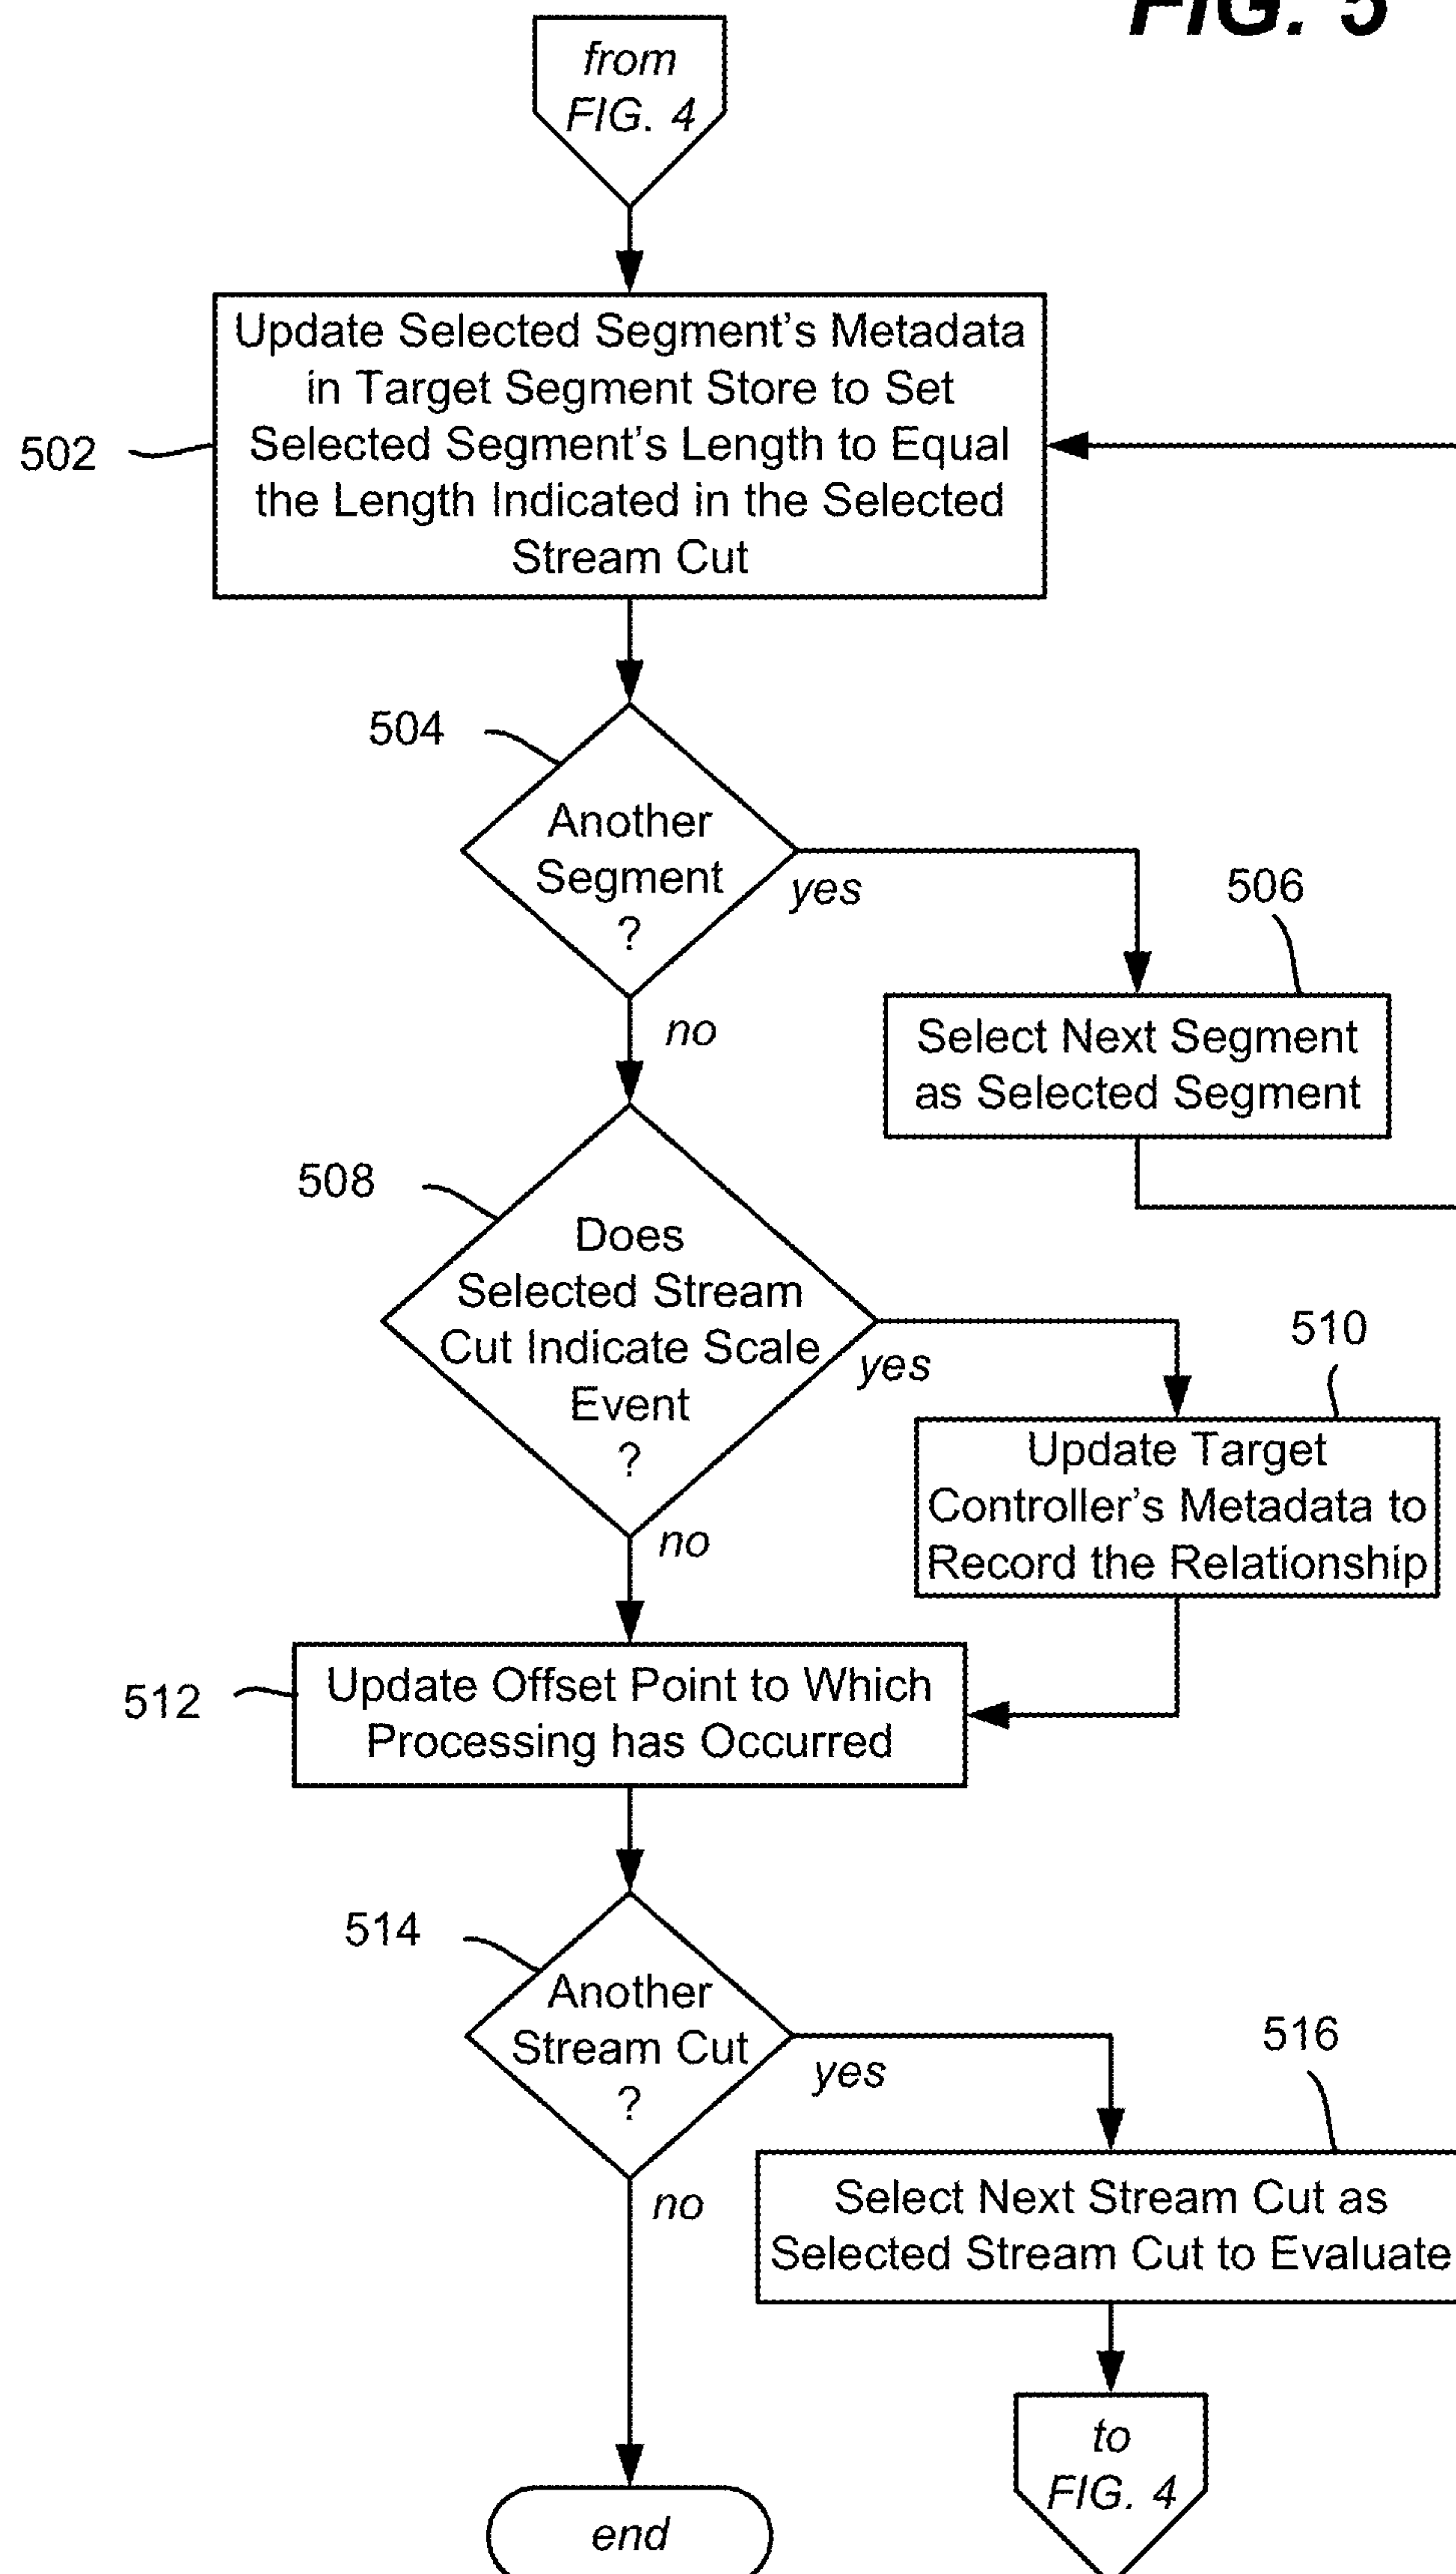 FIG. 5
from
FIG. 4
Update Selected Segment's Metadata
in Target Segment Store to Set
Selected Segment's Length to Equal
the Length Indicated in the Selected
Stream Cut
502
504
Another
Segment
?
yes
no
506
Select Next Segment
as Selected Segment
508
Does
Selected Stream
Cut Indicate Scale
Event
?
yes
no
510
Update Target
Controller's Metadata to
Record the Relationship
512
Update Offset Point to Which
Processing has Occurred
514
Another
Stream Cut
?
yes
no
516
Select Next Stream Cut as
Selected Stream Cut to Evaluate
to
FIG. 4
end